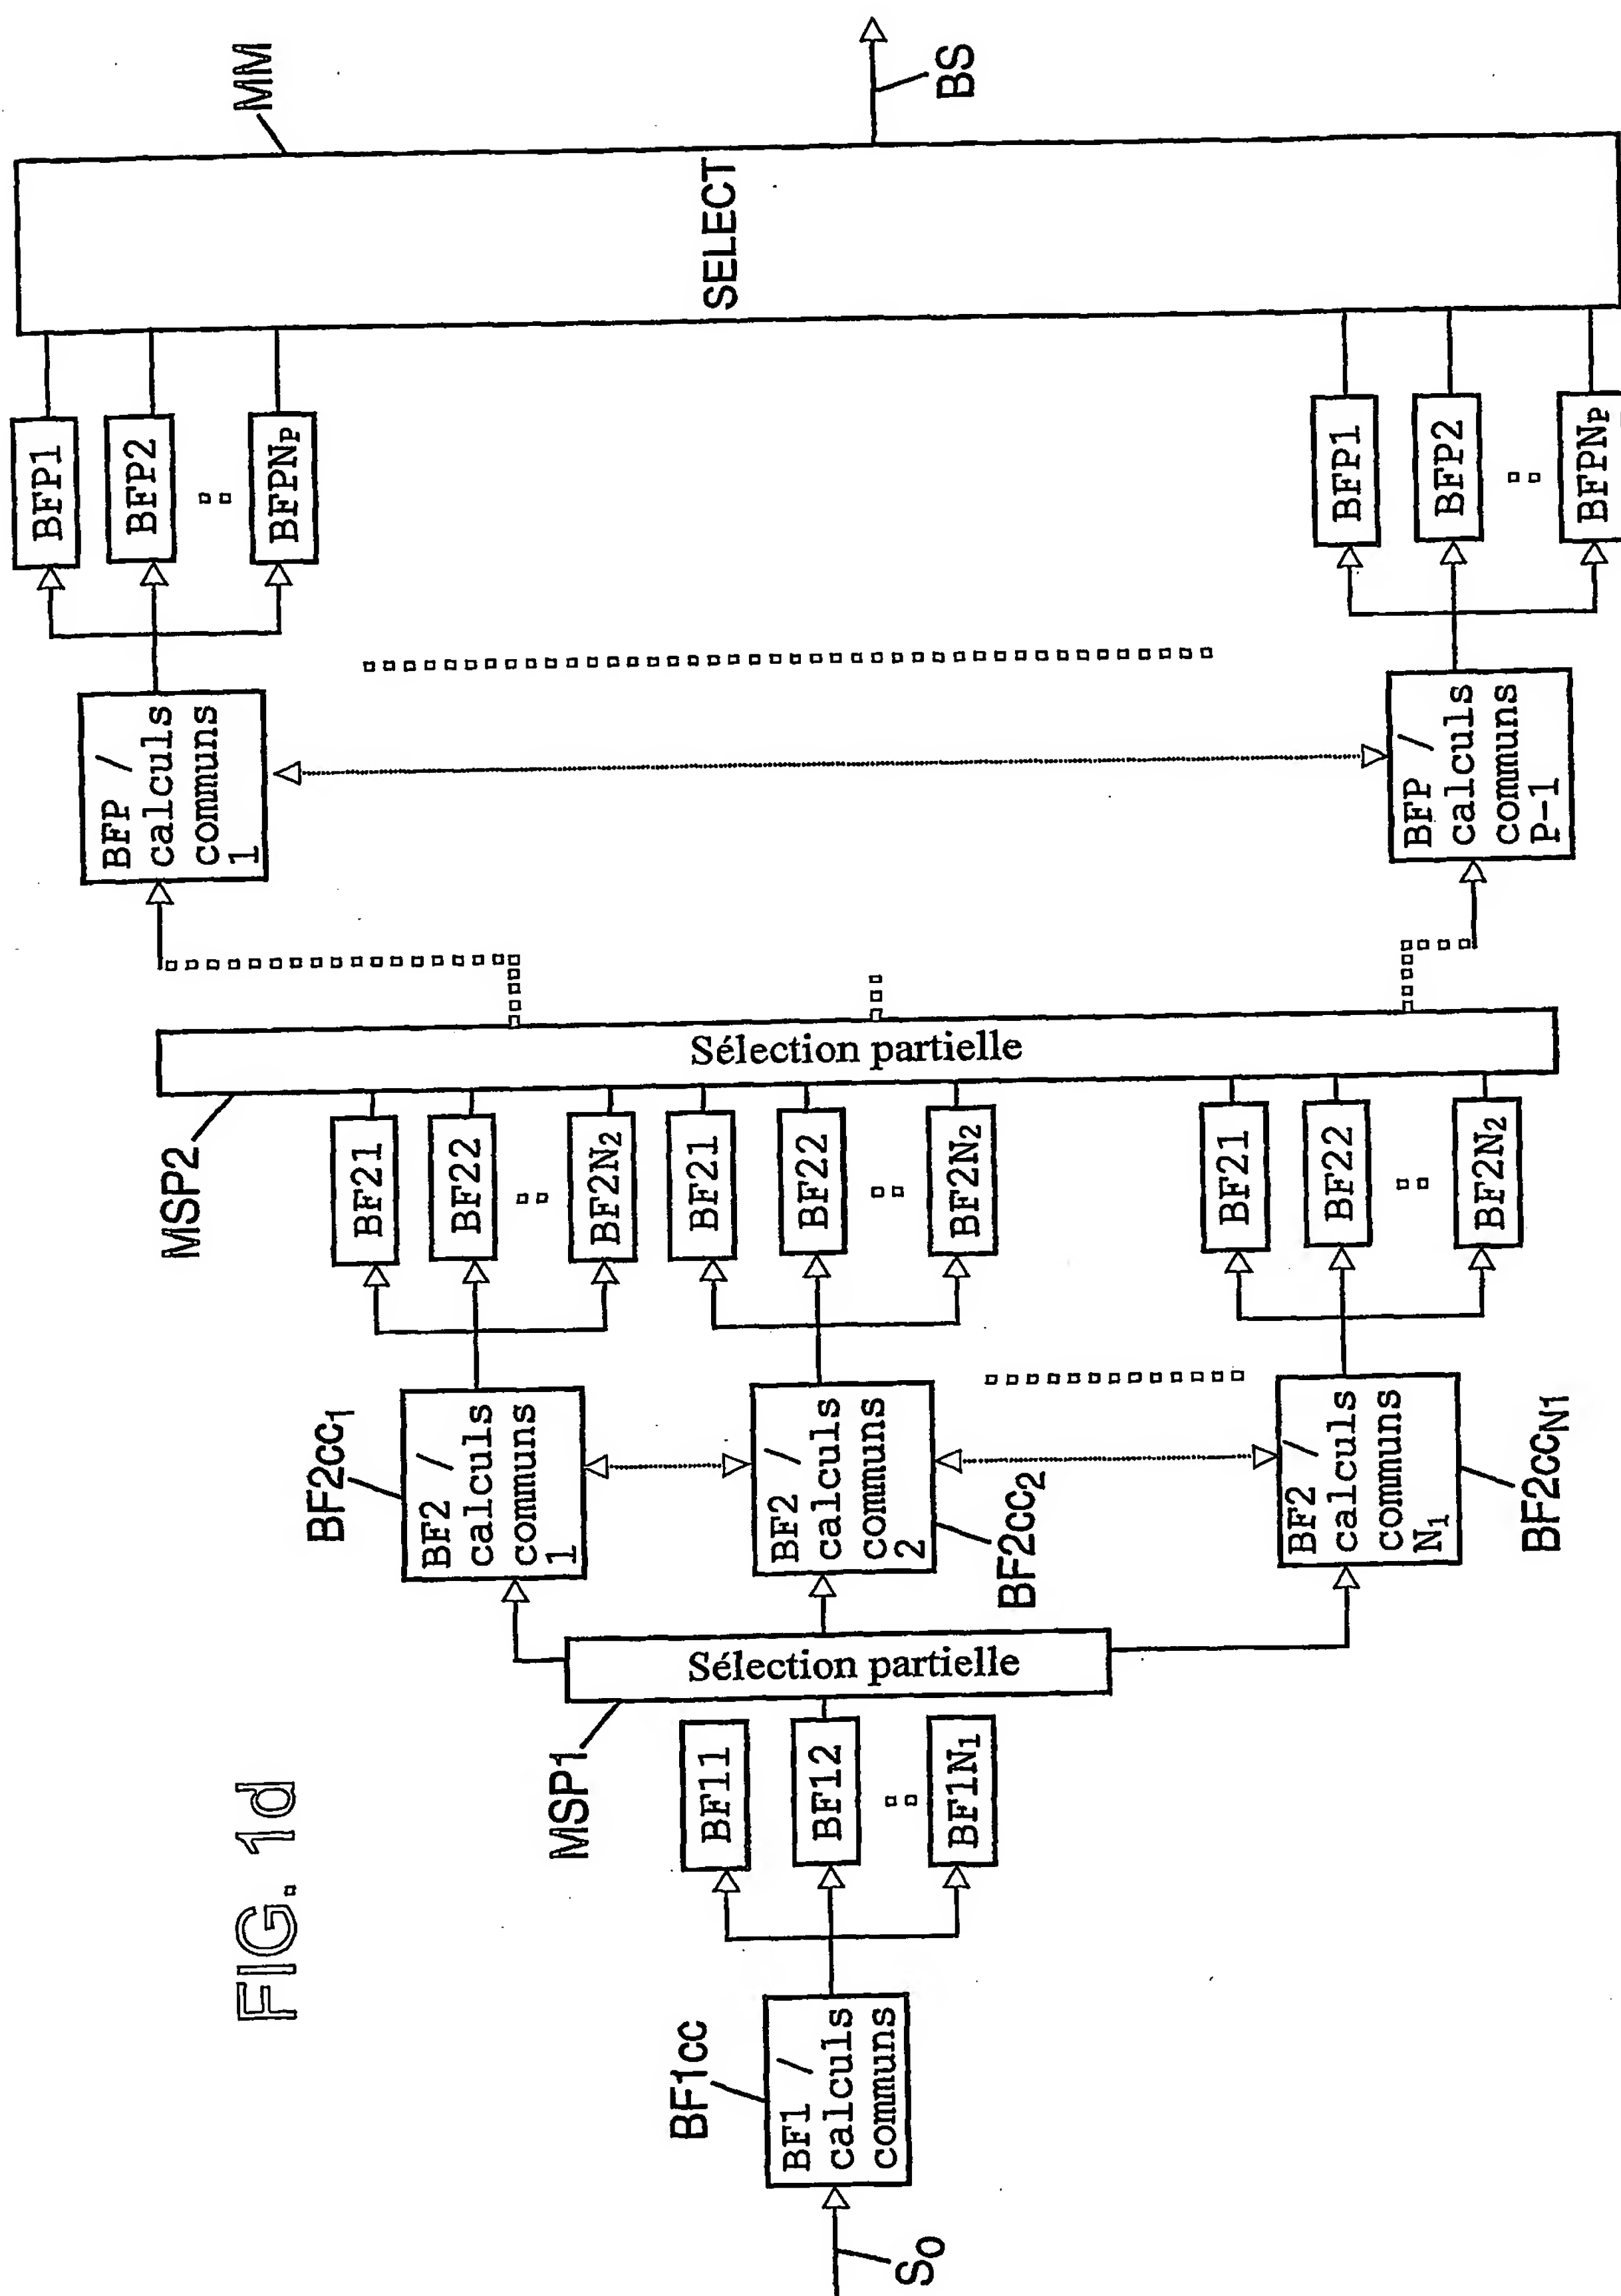 FIG. 1d
S0
BF1CC
BF1 /
calculs
communs
BF11
BF12
BF1N1
MSP1
Sélection partielle
BF2CC1
BF2 /
calculs
communs
1
BF2CC2
BF2 /
calculs
communs
2
BF2CCN1
BF2 /
calculs
communs
N1
BF21
BF22
BF2N2
BF21
BF22
BF2N2
BF21
BF22
BF2N2
MSP2
Sélection partielle
BFP /
calculs
communs
1
BFP /
calculs
communs
P-1
BFP1
BFP2
BFPNP
BFP1
BFP2
BFPNP
MM
SELECT
BS